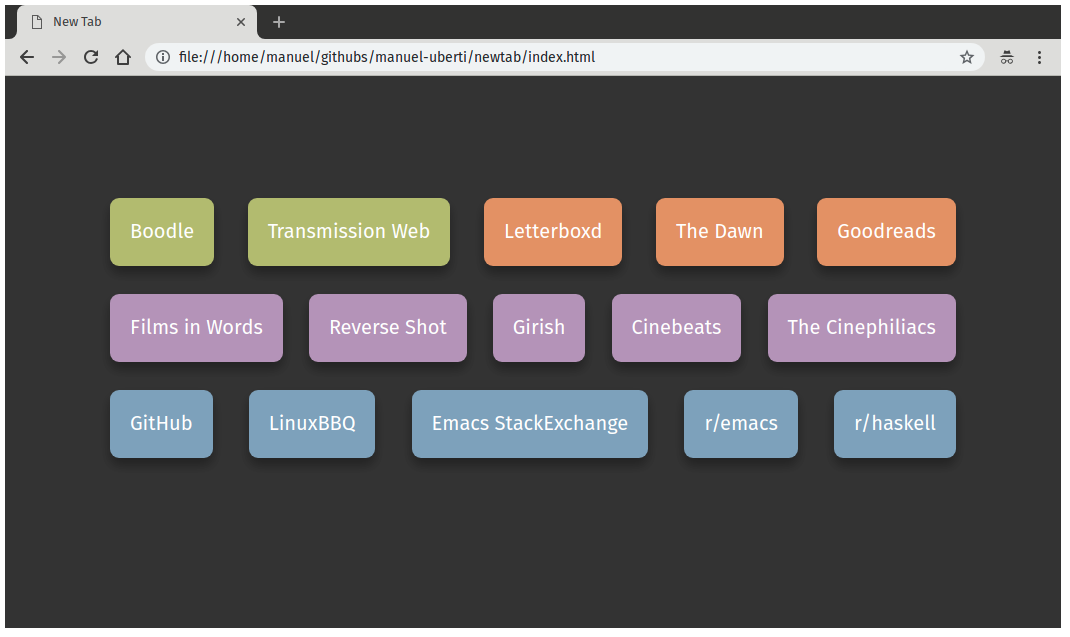 New Tab
file:///home/manuel/githubs/manuel-uberti/newtab/index.html
Boodle Transmission Web Letterboxd The Dawn Goodreads
Films in Words Reverse Shot Girish Cinebeats The Cinephiliacs
GitHub LinuxBBQ Emacs StackExchange r/emacs r/haskell